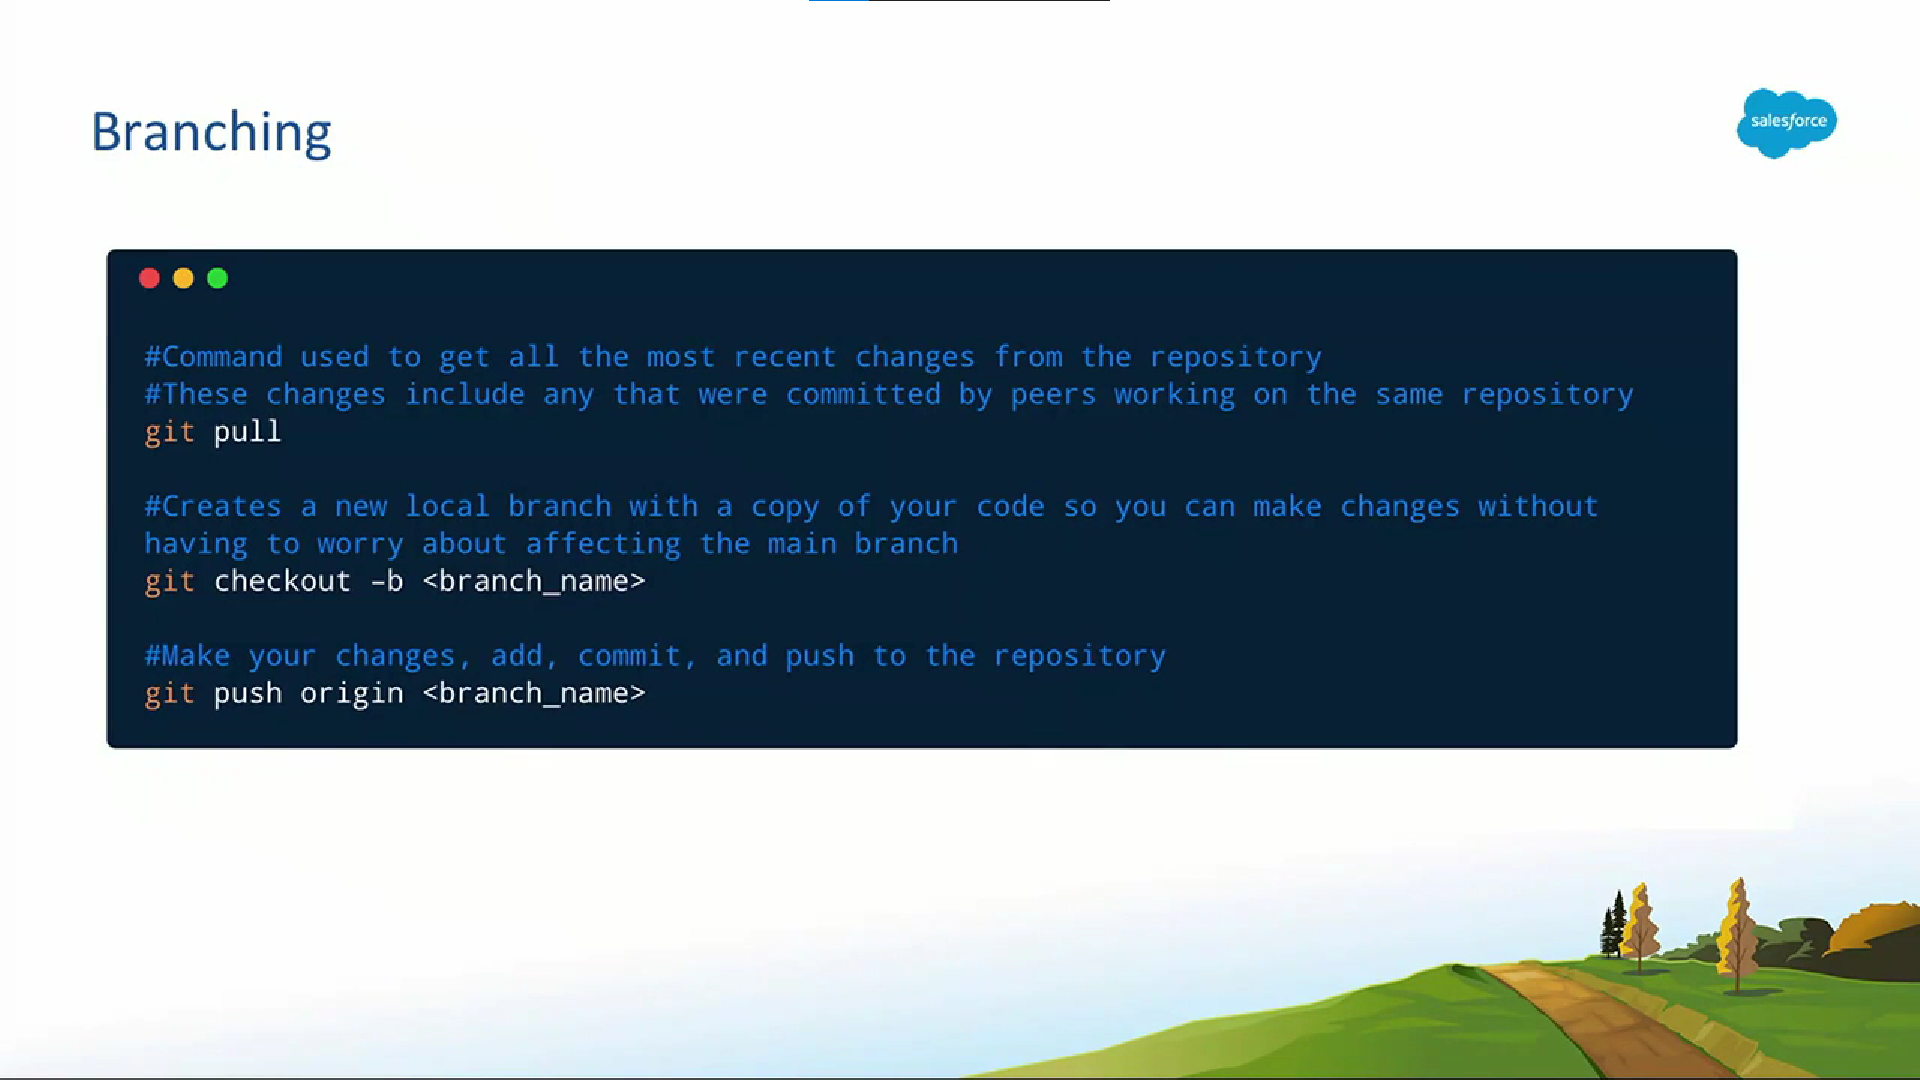 Branching
salesforce
#Command used to get all the most recent changes from the repository
#These changes include any that were committed by peers working on the same repository
git pull
#Creates a new local branch with a copy of your code so you can make changes without
having to worry about affecting the main branch
git checkout –b <branch_name>
#Make your changes, add, commit, and push to the repository
git push origin <branch_name>